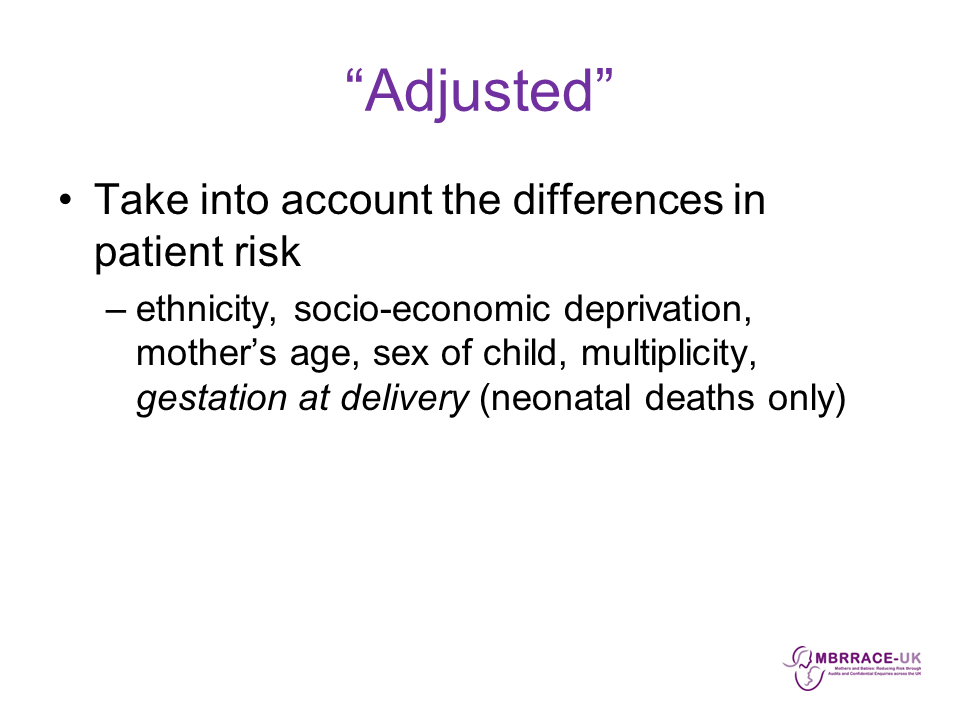 “Adjusted”
• Take into account the differences in
patient risk
– ethnicity, socio-economic deprivation,
mother’s age, sex of child, multiplicity,
gestation at delivery (neonatal deaths only)
MBRRACE-UK
Mothers and Babies: Reducing Risk through
Audits and Confidential Enquiries across the UK